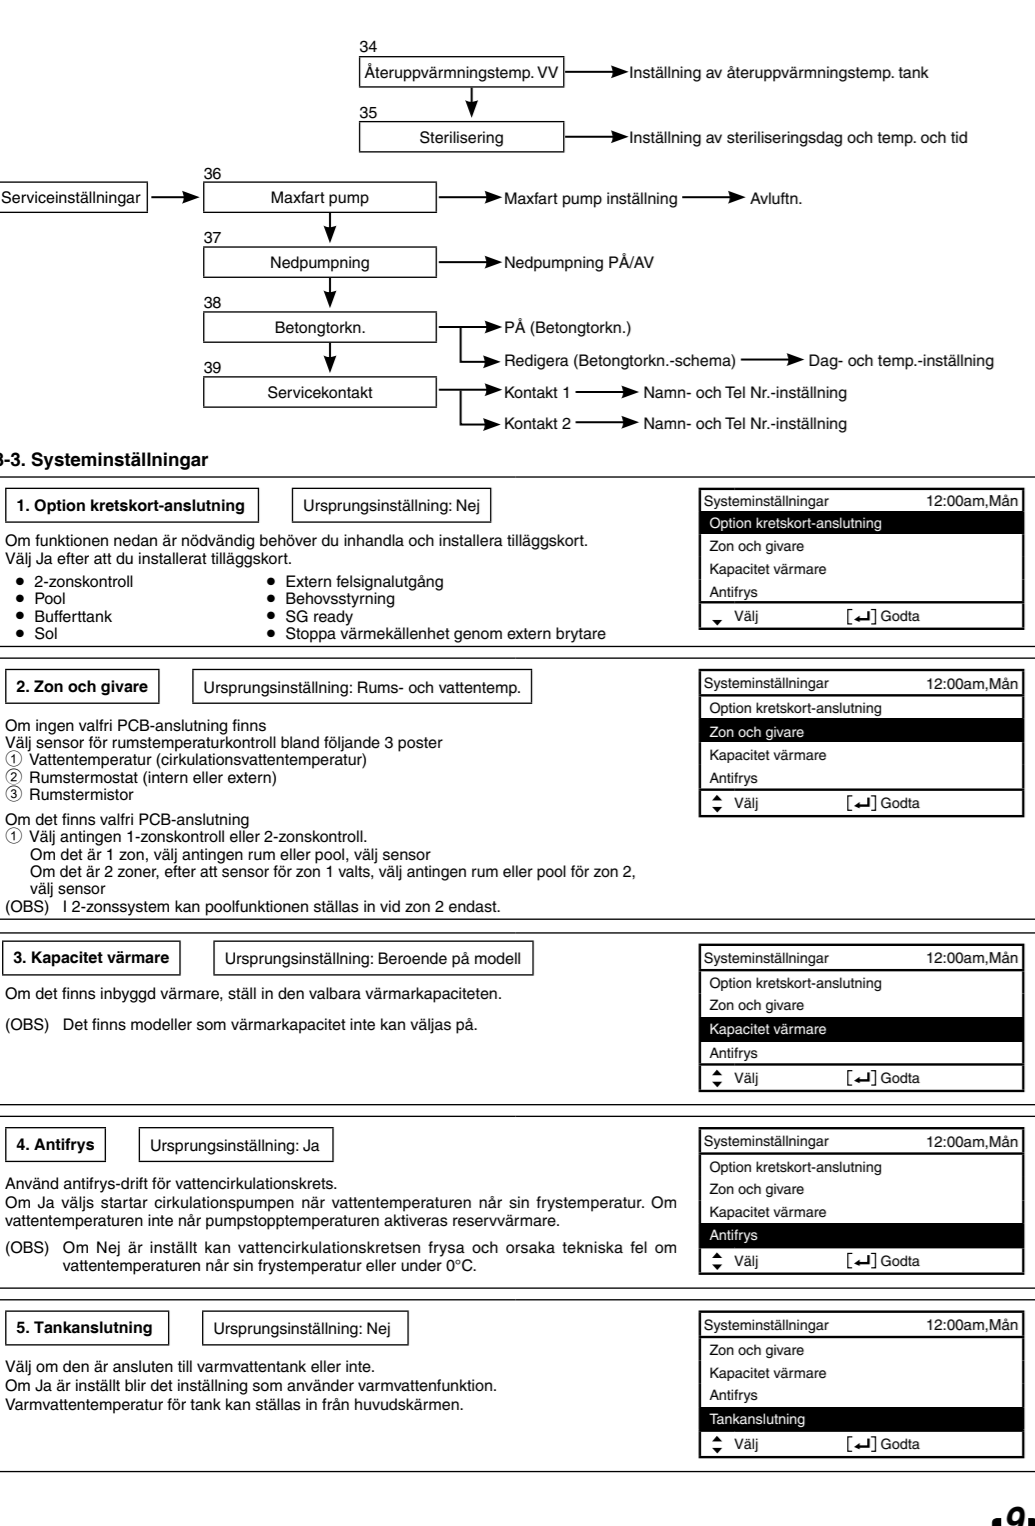 34
Återuppvärmningstemp. VV
Inställning av återuppvärmningstemp. tank
35
Sterilisering
Inställning av steriliseringsdag och temp. och tid
Serviceinställningar
36
Maxfart pump
Maxfart pump inställning
Avluftn.
37
Nedpumpning
Nedpumpning PÅ/AV
38
Betongtorkn.
PÅ (Betongtorkn.)
Redigera (Betongtorkn.-schema)
Dag- och temp.-inställning
39
Servicekontakt
Kontakt 1
Namn- och Tel Nr.-inställning
Kontakt 2
Namn- och Tel Nr.-inställning
3-3. Systeminställningar
1. Option kretskort-anslutning
Ursprungsinställning: Nej
Om funktionen nedan är nödvändig behöver du inhandla och installera tilläggskort.
Välj Ja efter att du installerat tilläggskort.
• 2-zonskontroll
• Pool
• Bufferttank
• Sol
• Extern felsignalutgång
• Behovsstyrning
• SG ready
• Stoppa värmekällenhet genom extern brytare
Systeminställningar 12:00am,Mån
Option kretskort-anslutning
Zon och givare
Kapacitet värmare
Antifrys
Välj [↵] Godta
2. Zon och givare
Ursprungsinställning: Rums- och vattentemp.
Om ingen valfri PCB-anslutning finns
Välj sensor för rumstemperaturkontroll bland följande 3 poster
① Vattentemperatur (cirkulationsvattentemperatur)
② Rumstermostat (intern eller extern)
③ Rumstermistor
Om det finns valfri PCB-anslutning
① Välj antingen 1-zonskontroll eller 2-zonskontroll.
Om det är 1 zon, välj antingen rum eller pool, välj sensor
Om det är 2 zoner, efter att sensor för zon 1 valts, välj antingen rum eller pool för zon 2,
välj sensor
(OBS) I 2-zonssystem kan poolfunktionen ställas in vid zon 2 endast.
Systeminställningar 12:00am,Mån
Option kretskort-anslutning
Zon och givare
Kapacitet värmare
Antifrys
Välj [↵] Godta
3. Kapacitet värmare
Ursprungsinställning: Beroende på modell
Om det finns inbyggd värmare, ställ in den valbara värmarkapaciteten.
(OBS) Det finns modeller som värmarkapacitet inte kan väljas på.
Systeminställningar 12:00am,Mån
Option kretskort-anslutning
Zon och givare
Kapacitet värmare
Antifrys
Välj [↵] Godta
4. Antifrys
Ursprungsinställning: Ja
Använd antifrys-drift för vattencirkulationskrets.
Om Ja väljs startar cirkulationspumpen när vattentemperaturen når sin frystemperatur. Om
vattentemperaturen inte når pumpstopptemperaturen aktiveras reservvärmare.
(OBS) Om Nej är inställt kan vattencirkulationskretsen frysa och orsaka tekniska fel om
vattentemperaturen når sin frystemperatur eller under 0°C.
Systeminställningar 12:00am,Mån
Option kretskort-anslutning
Zon och givare
Kapacitet värmare
Antifrys
Välj [↵] Godta
5. Tankanslutning
Ursprungsinställning: Nej
Välj om den är ansluten till varmvattentank eller inte.
Om Ja är inställt blir det inställning som använder varmvattenfunktion.
Varmvattentemperatur för tank kan ställas in från huvudskärmen.
Systeminställningar 12:00am,Mån
Zon och givare
Kapacitet värmare
Antifrys
Tankanslutning
Välj [↵] Godta
9